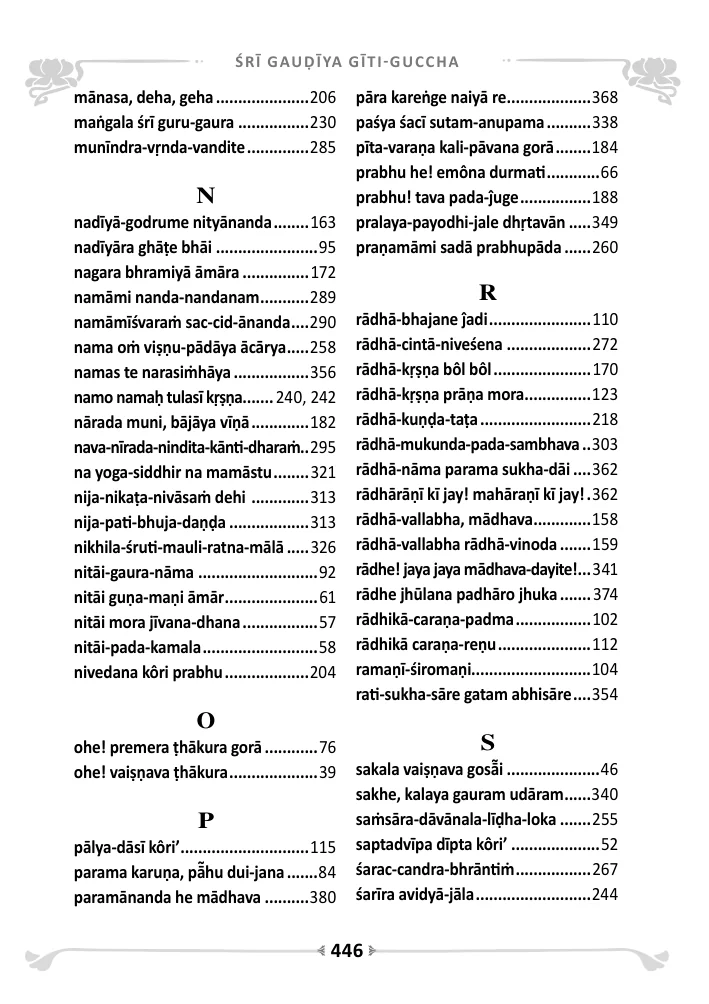 ŚRĪ GAUḌĪYA GĪTI-GUCCHA
mānasa, deha, geha.....................206
maṅgala śrī guru-gaura ................230
munīndra-vṛnda-vandite..............285
N
nadīyā-godrume nityānanda........163
nadīyāra ghāṭe bhāi .......................95
nagara bhramiyā āmāra ...............172
namāmi nanda-nandanam...........289
namāmīśvaraṁ sac-cid-ānanda....290
nama oṁ viṣṇu-pādāya ācārya.....258
namas te narasiṁhāya .................356
namo namaḥ tulasī kṛṣṇa....... 240, 242
nārada muni, bājāya vīṇā.............182
nava-nīrada-nindita-kānti-dharaṁ..295
na yoga-siddhir na mamāstu........321
nija-nikaṭa-nivāsaṁ dehi .............313
nija-pati-bhuja-daṇḍa ..................313
nikhila-śruti-mauli-ratna-mālā .....326
nitāi-gaura-nāma ...........................92
nitāi guṇa-maṇi āmār.....................61
nitāi mora jīvana-dhana.................57
nitāi-pada-kamala..........................58
nivedana kôri prabhu...................204
O
ohe! premera ṭhākura gorā ............76
ohe! vaiṣṇava ṭhākura....................39
P
pālya-dāsī kôri’.............................115
parama karuṇa, pā̃hu dui-jana.......84
paramānanda he mādhava ..........380
pāra kareṅge naiyā re...................368
paśya śacī sutam-anupama..........338
pīta-varaṇa kali-pāvana gorā........184
prabhu he! emôna durmati............66
prabhu! tava pada-ĵuge................188
pralaya-payodhi-jale dhṛtavān .....349
praṇamāmi sadā prabhupāda ......260
R
rādhā-bhajane ĵadi.......................110
rādhā-cintā-niveśena ...................272
rādhā-kṛṣṇa bôl bôl......................170
rādhā-kṛṣṇa prāṇa mora...............123
rādhā-kuṇḍa-taṭa.........................218
rādhā-mukunda-pada-sambhava..303
rādhā-nāma parama sukha-dāi ....362
rādhārāṇī kī jay! mahāraṇī kī jay!.362
rādhā-vallabha, mādhava.............158
rādhā-vallabha rādhā-vinoda .......159
rādhe! jaya jaya mādhava-dayite!...341
rādhe jhūlana padhāro jhuka .......374
rādhikā-caraṇa-padma.................102
rādhikā caraṇa-reṇu.....................112
ramaṇī-śiromaṇi...........................104
rati-sukha-sāre gatam abhisāre....354
S
sakala vaiṣṇava gosā̃i .....................46
sakhe, kalaya gauram udāram......340
saṁsāra-dāvānala-līḍha-loka .......255
saptadvīpa dīpta kôri’ ....................52
śarac-candra-bhrāntiṁ.................267
śarīra avidyā-jāla..........................244
446